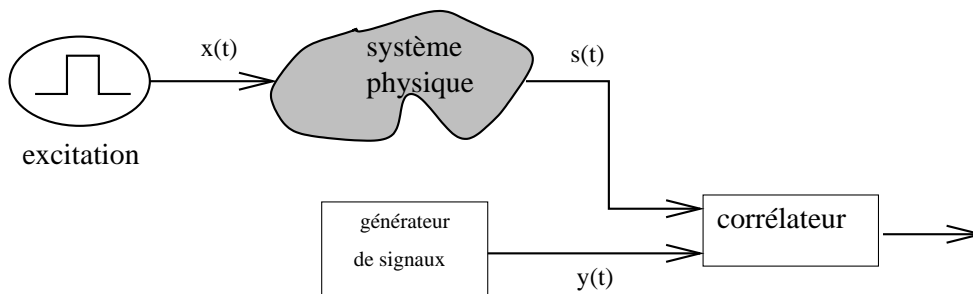 x(t)
système
physique
s(t)
excitation
générateur
de signaux
y(t)
corrélateur